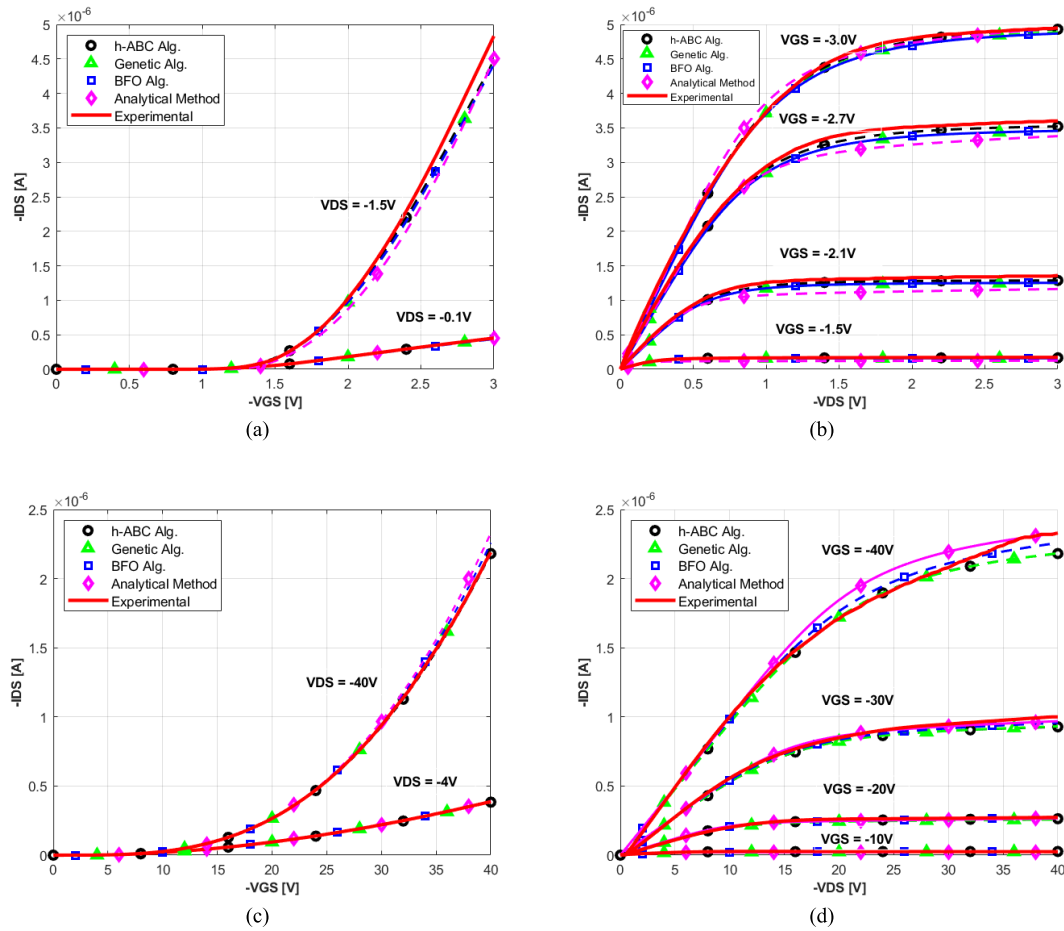 ×10⁻⁶
5
4.5
4
3.5
3
2.5
2
1.5
1
0.5
0
-IDS [A]
h-ABC Alg.
Genetic Alg.
BFO Alg.
Analytical Method
Experimental
VDS = -1.5V
VDS = -0.1V
0 0.5 1 1.5 2 2.5 3
-VGS [V]
(a)
×10⁻⁶
5
4.5
4
3.5
3
2.5
2
1.5
1
0.5
0
-IDS [A]
h-ABC Alg.
Genetic Alg.
BFO Alg.
Analytical Method
Experimental
VGS = -3.0V
VGS = -2.7V
VGS = -2.1V
VGS = -1.5V
0 0.5 1 1.5 2 2.5 3
-VDS [V]
(b)
×10⁻⁶
2.5
2
1.5
1
0.5
0
-IDS [A]
h-ABC Alg.
Genetic Alg.
BFO Alg.
Analytical Method
Experimental
VDS = -40V
VDS = -4V
0 5 10 15 20 25 30 35 40
-VGS [V]
(c)
×10⁻⁶
2.5
2
1.5
1
0.5
0
-IDS [A]
h-ABC Alg.
Genetic Alg.
BFO Alg.
Analytical Method
Experimental
VGS = -40V
VGS = -30V
VGS = -20V
VGS = -10V
0 5 10 15 20 25 30 35 40
-VDS [V]
(d)